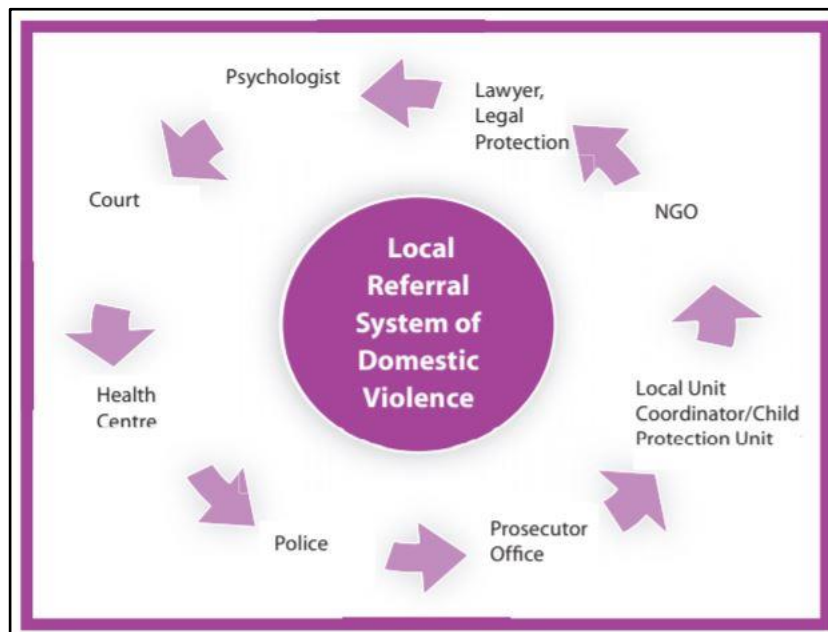 Psychologist
Lawyer,
Legal
Protection
Court
NGO
Local
Referral
System of
Domestic
Violence
Health
Centre
Local Unit
Coordinator/Child
Protection Unit
Police
Prosecutor
Office